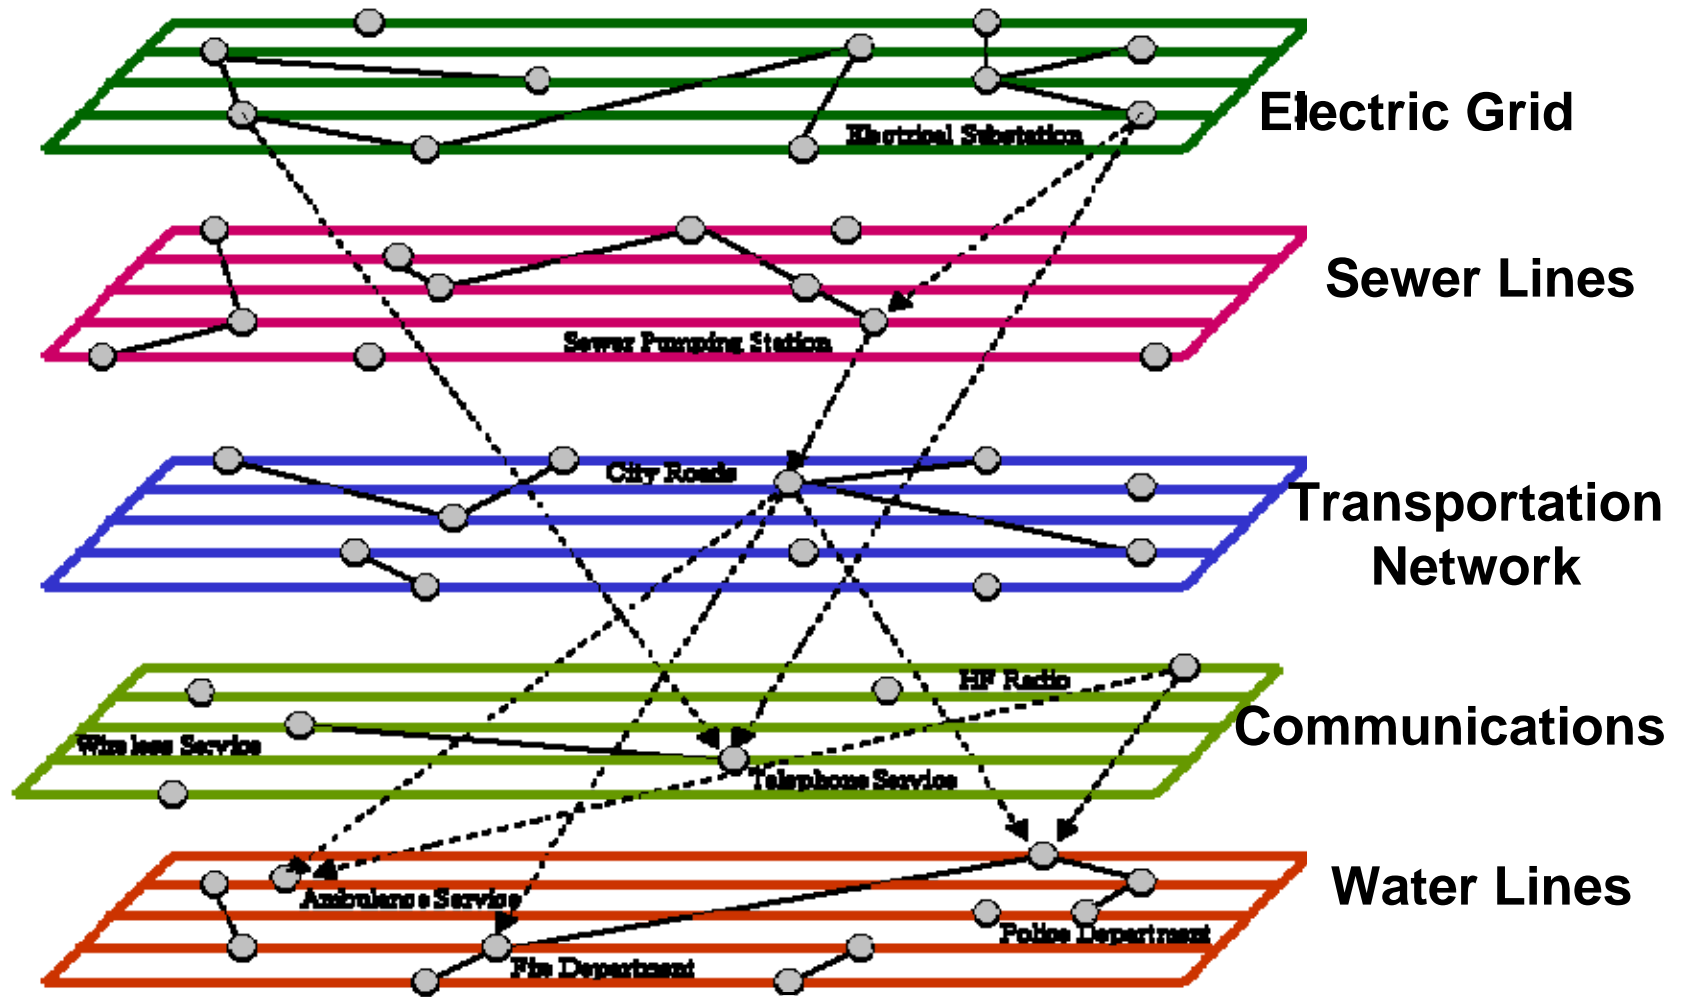 Electrical Substation
Electric Grid
Sewer Lines
Sewer Pumping Station
City Roads
Transportation
Network
HF Radio
Communications
Wireless Service
Telephone Service
Water Lines
Ambulance Service
Police Department
Fire Department